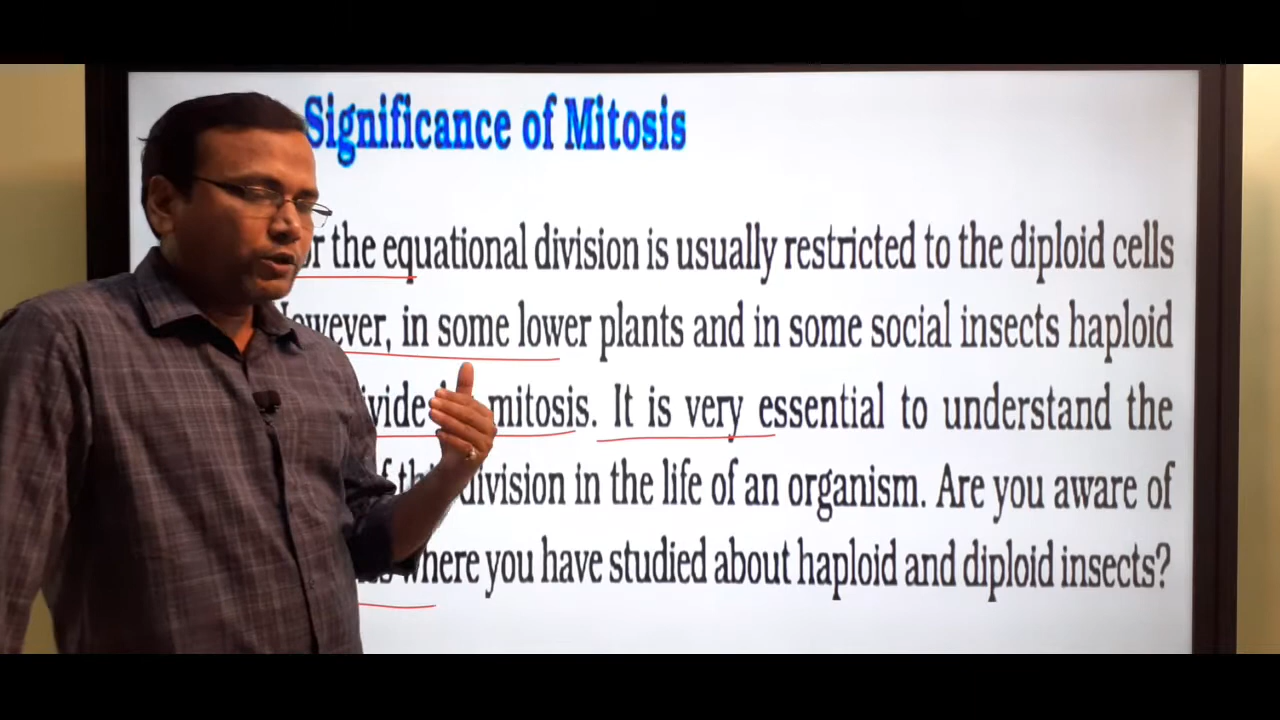 Significance of Mitosis
the equational division is usually restricted to the diploid cells
However, in some lower plants and in some social insects haploid
mitosis. It is very essential to understand the
division in the life of an organism. Are you aware of
where you have studied about haploid and diploid insects?